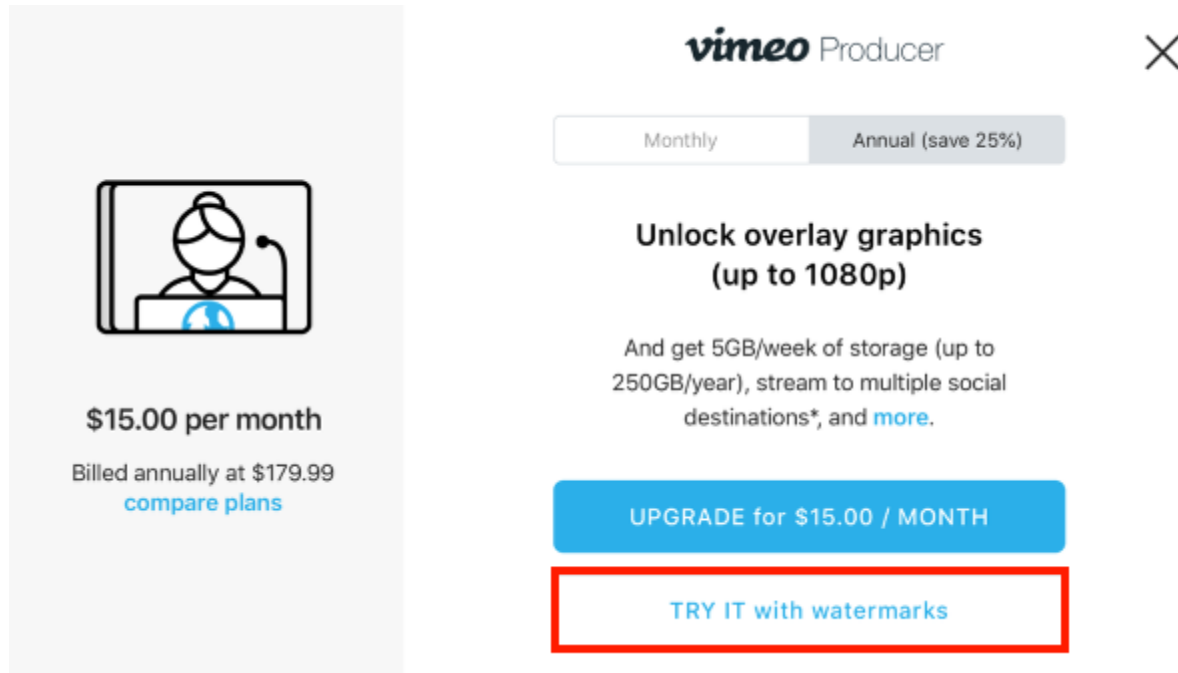 vimeo Producer
Monthly
Annual (save 25%)
Unlock overlay graphics
(up to 1080p)
And get 5GB/week of storage (up to
250GB/year), stream to multiple social
destinations*, and more.
UPGRADE for $15.00 / MONTH
TRY IT with watermarks
$15.00 per month
Billed annually at $179.99
compare plans